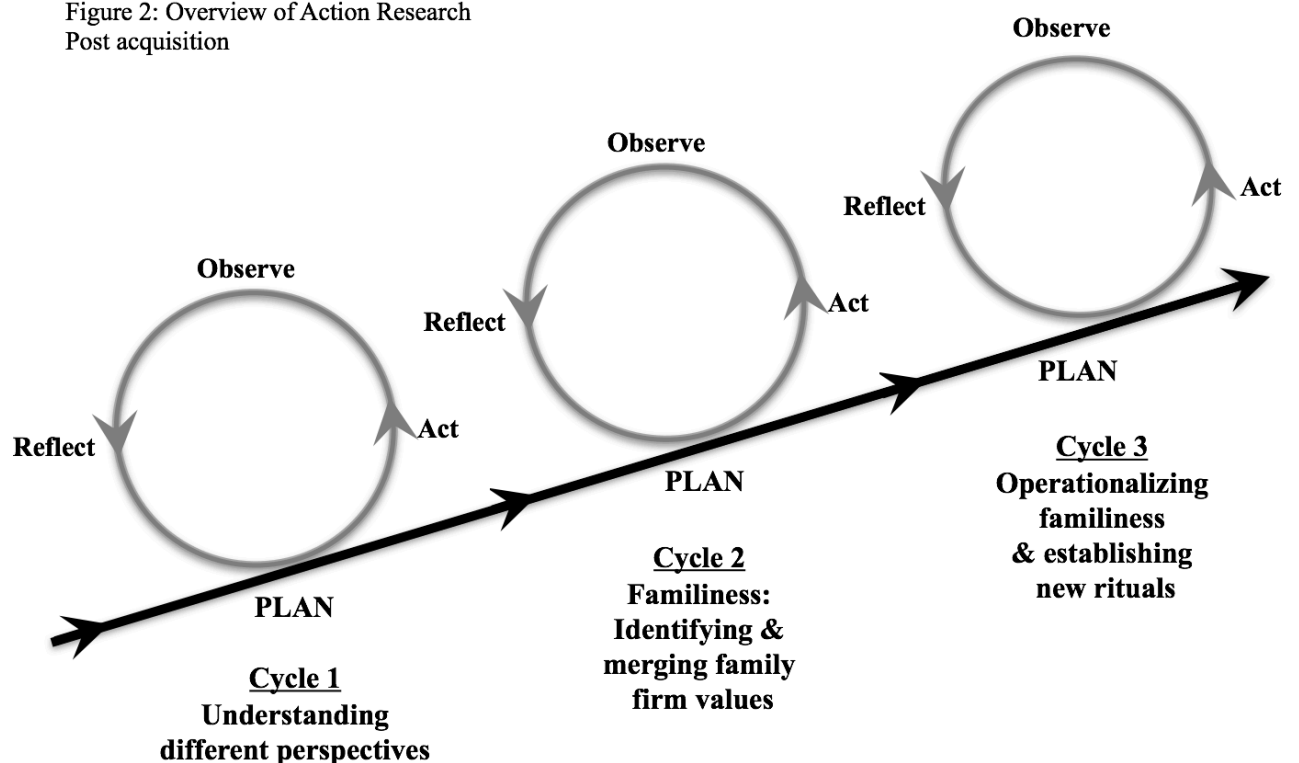 Figure 2: Overview of Action Research
Post acquisition
Observe
Reflect
Act
PLAN
Cycle 1
Understanding
different perspectives
Observe
Reflect
Act
PLAN
Cycle 2
Familiness:
Identifying &
merging family
firm values
Observe
Reflect
Act
PLAN
Cycle 3
Operationalizing
familiness
& establishing
new rituals